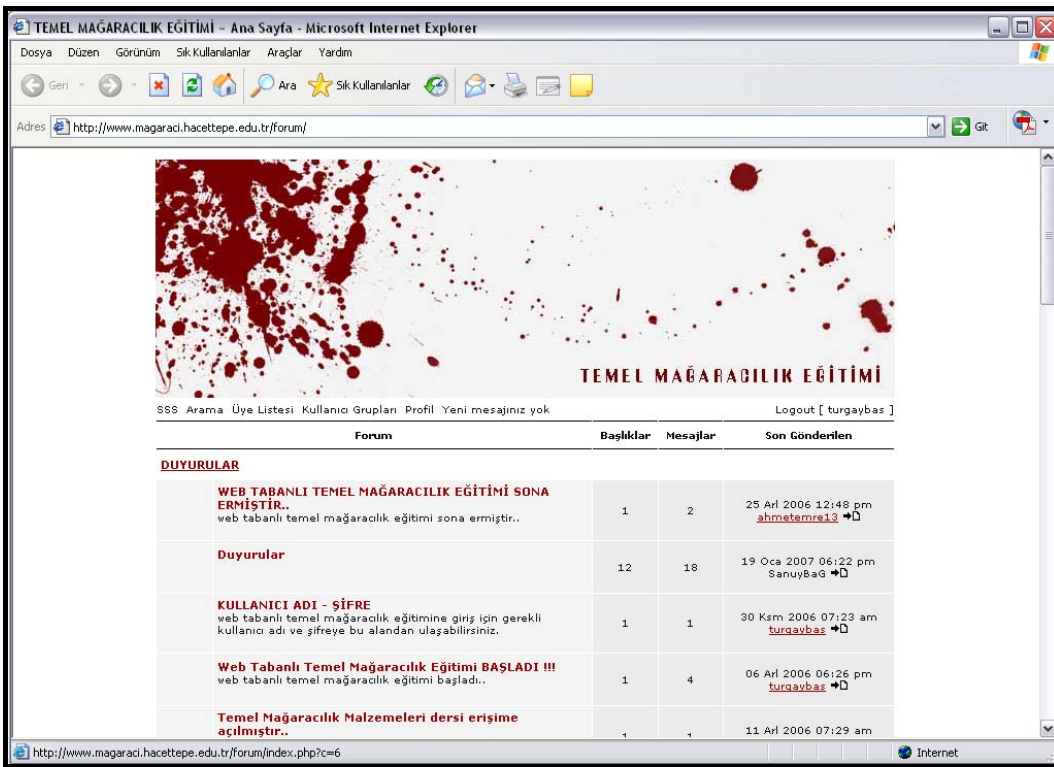 TEMEL MAĞARACILIK EĞİTİMİ - Ana Sayfa - Microsoft Internet Explorer
Dosya Düzen Görünüm Sık Kullanılanlar Araçlar Yardım
Geri Ara Sık Kullanılanlar
Adres http://www.magaraci.hacettepe.edu.tr/forum/ Git
TEMEL MAĞARACILIK EĞİTİMİ
SSS Arama Üye Listesi Kullanıcı Grupları Profil Yeni mesajınız yok Logout [ turgaybas ]
Forum Başlıklar Mesajlar Son Gönderilen
DUYURULAR
WEB TABANLI TEMEL MAĞARACILIK EĞİTİMİ SONA
ERMİŞTİR..
web tabanlı temel mağaracılık eğitimi sona ermiştir..
1 2 25 Arl 2006 12:48 pm
ahmetemre13
Duyurular
12 18 19 Oca 2007 06:22 pm
SanuyBaG
KULLANICI ADI - ŞİFRE
web tabanlı temel mağaracılık eğitimine giriş için gerekli
kullanıcı adı ve şifreye bu alandan ulaşabilirsiniz.
1 1 30 Ksm 2006 07:23 am
turgaybas
Web Tabanlı Temel Mağaracılık Eğitimi BAŞLADI !!!
web tabanlı temel mağaracılık eğitimi başladı..
1 4 06 Arl 2006 06:26 pm
turgaybas
Temel Mağaracılık Malzemeleri dersi erişime
açılmıştır..
11 Arl 2006 07:29 am
http://www.magaraci.hacettepe.edu.tr/forum/index.php?c=6 Internet